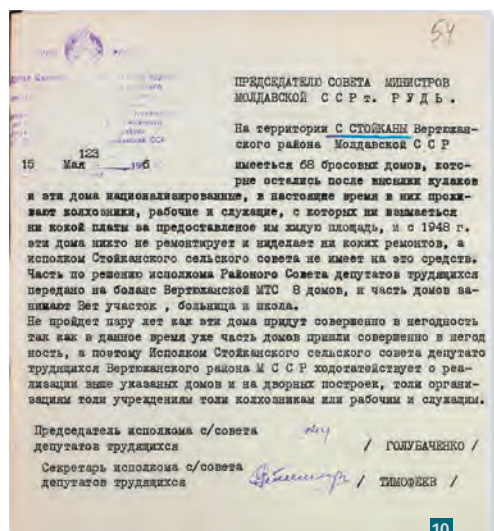 54
ПРЕДСЕДАТЕЛЮ СОВЕТА МИНИСТРОВ
МОЛДАВСКОЙ С С Р т. Р У Д Ь .
На территории С СТОЙКАНЫ Вертюжан-
ского района Молдавской С С Р
123
15 Мая 1956 имееться 68 бросовых домов, кото-
рые остались после высилки кулаков
и эти дома национализированные, в настоящие время в них прожи-
вают колхозники, рабочие и служащие, с которых ни взымаеться
ни какой платы за предоставленое им жилую площадь, и с 1948 г.
эти дома никто не ремонтирует и ниделает ни коких ремонтов, а
исполком Стойканского сельского совета не имеет на это средств.
Часть по решению исполкома Районого Совета депутатов трудящихся
передано на баланс Вертюжанской МТС 8 домов, и часть домов за-
нимают Вет участок , больница и школа.
Не пройдет пару лет как эти дома придут совершенно в негодность
так как в данное время уже часть домов пришли совершенно в негод
ность, а поэтому Исполком Стойканского сельского совета депутато
трудящихся Вертюжанского района М С С Р ходотатействует о реа-
лизации выше указаных домов и на дворных построек, толи органи-
зациям толи учреждениям толи колхозникам или рабочим и служащим.
Председатель исполкома с/совета
депутатов трудящихся / ГОЛУБАЧЕНКО /
Секретарь исполкома с/совета
депутатов трудящихся / ТИМОФЕЕВ /
10